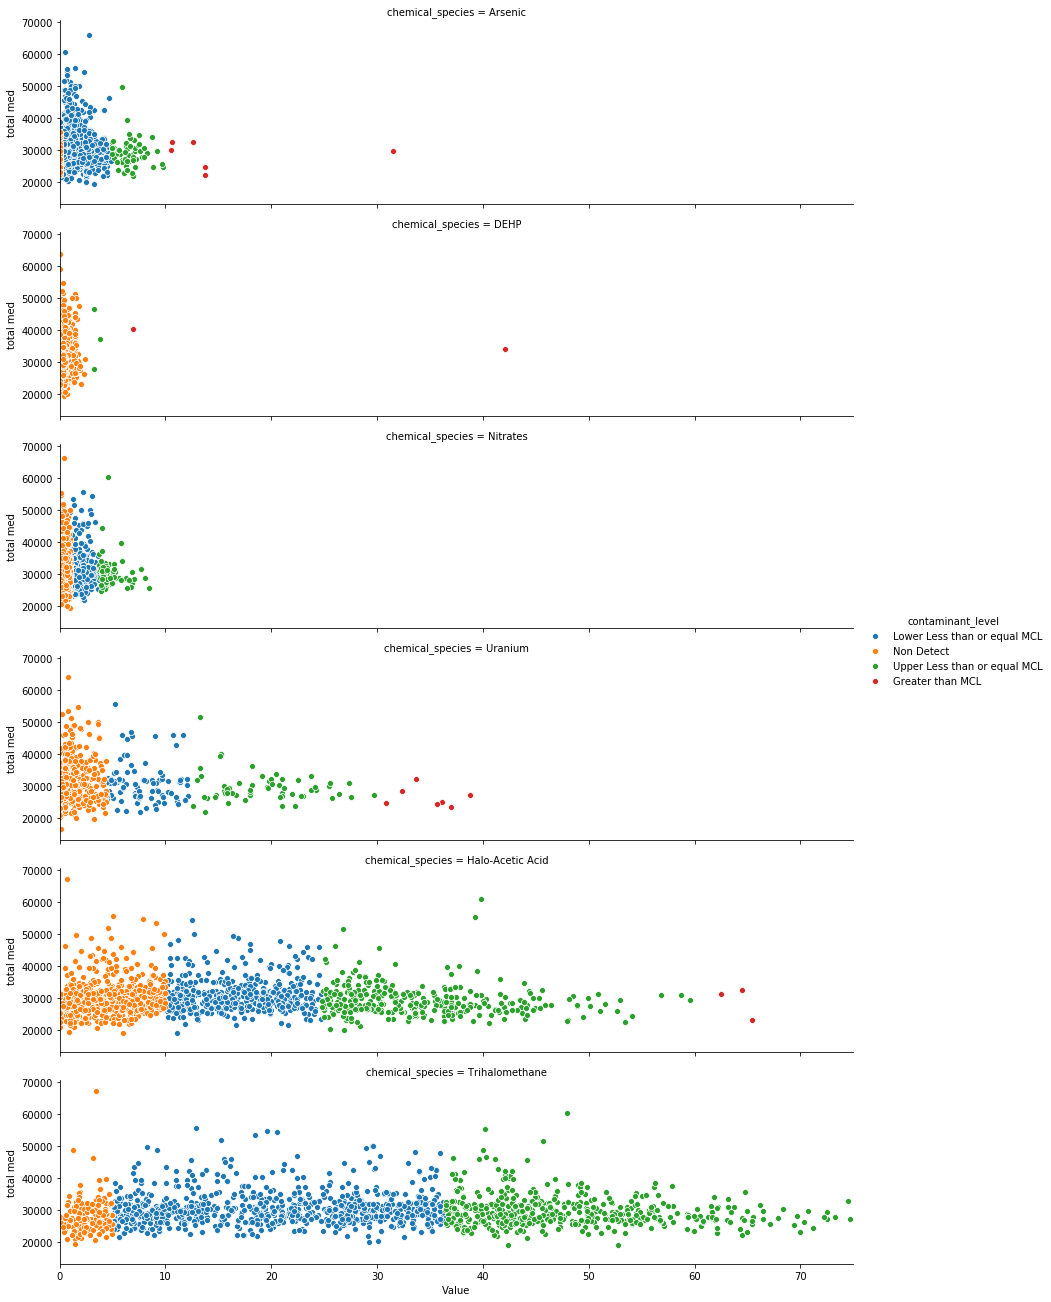 chemical_species = Arsenic
70000
60000
50000
40000
30000
20000
total med
chemical_species = DEHP
70000
60000
50000
40000
30000
20000
total med
chemical_species = Nitrates
70000
60000
50000
40000
30000
20000
total med
contaminant_level
Lower Less than or equal MCL
Non Detect
Upper Less than or equal MCL
Greater than MCL
chemical_species = Uranium
70000
60000
50000
40000
30000
20000
total med
chemical_species = Halo-Acetic Acid
70000
60000
50000
40000
30000
20000
total med
chemical_species = Trihalomethane
70000
60000
50000
40000
30000
20000
total med
0 10 20 30 40 50 60 70
Value